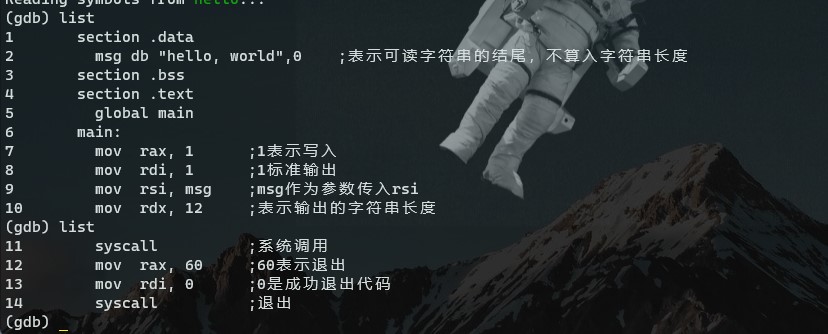 Reading symbols from hello...
(gdb) list
1       section .data
2         msg db "hello, world",0    ;表示可读字符串的结尾，不算入字符串长度
3       section .bss
4       section .text
5         global main
6       main:
7         mov  rax, 1      ;1表示写入
8         mov  rdi, 1      ;1标准输出
9         mov  rsi, msg    ;msg作为参数传入rsi
10        mov  rdx, 12     ;表示输出的字符串长度
(gdb) list
11        syscall          ;系统调用
12        mov  rax, 60     ;60表示退出
13        mov  rdi, 0      ;0是成功退出代码
14        syscall          ;退出
(gdb) _